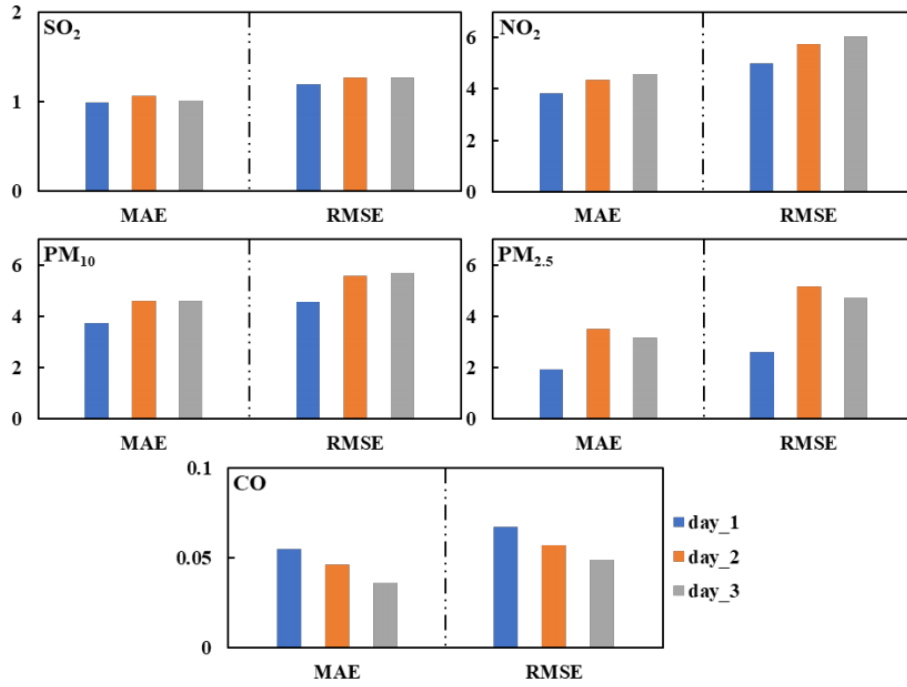 SO₂
2
1
0
MAE RMSE
NO₂
6
4
2
0
MAE RMSE
PM₁₀
6
4
2
0
MAE RMSE
PM₂.₅
6
4
2
0
MAE RMSE
CO
0.1
0.05
0
MAE RMSE
day_1
day_2
day_3